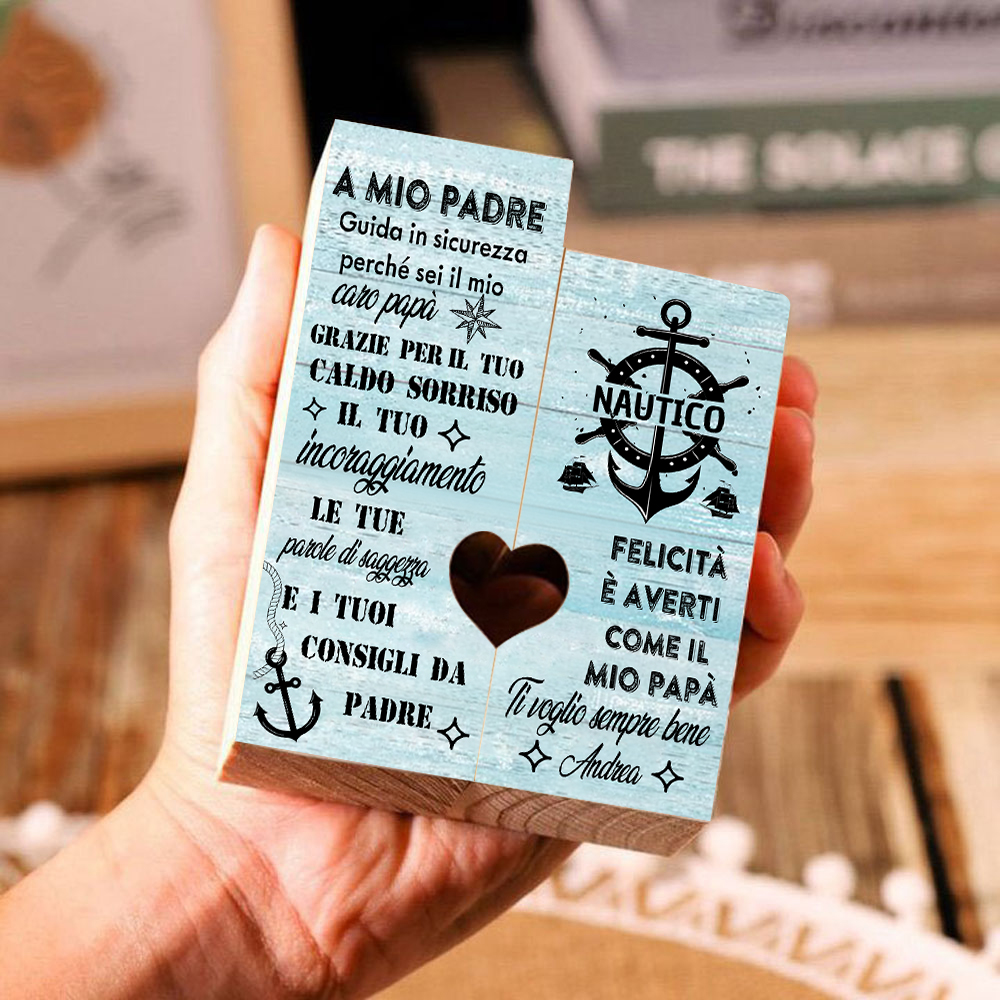 A MIO PADRE
Guida in sicurezza
perché sei il mio
caro papà
GRAZIE PER IL TUO
CALDO SORRISO
IL TUO
incoraggiamento
LE TUE
parole di saggezza
E I TUOI
CONSIGLI DA
PADRE
NAUTICO
FELICITÀ
È AVERTI
COME IL
MIO PAPÀ
Ti voglio sempre bene
Andrea
THE SOLACE